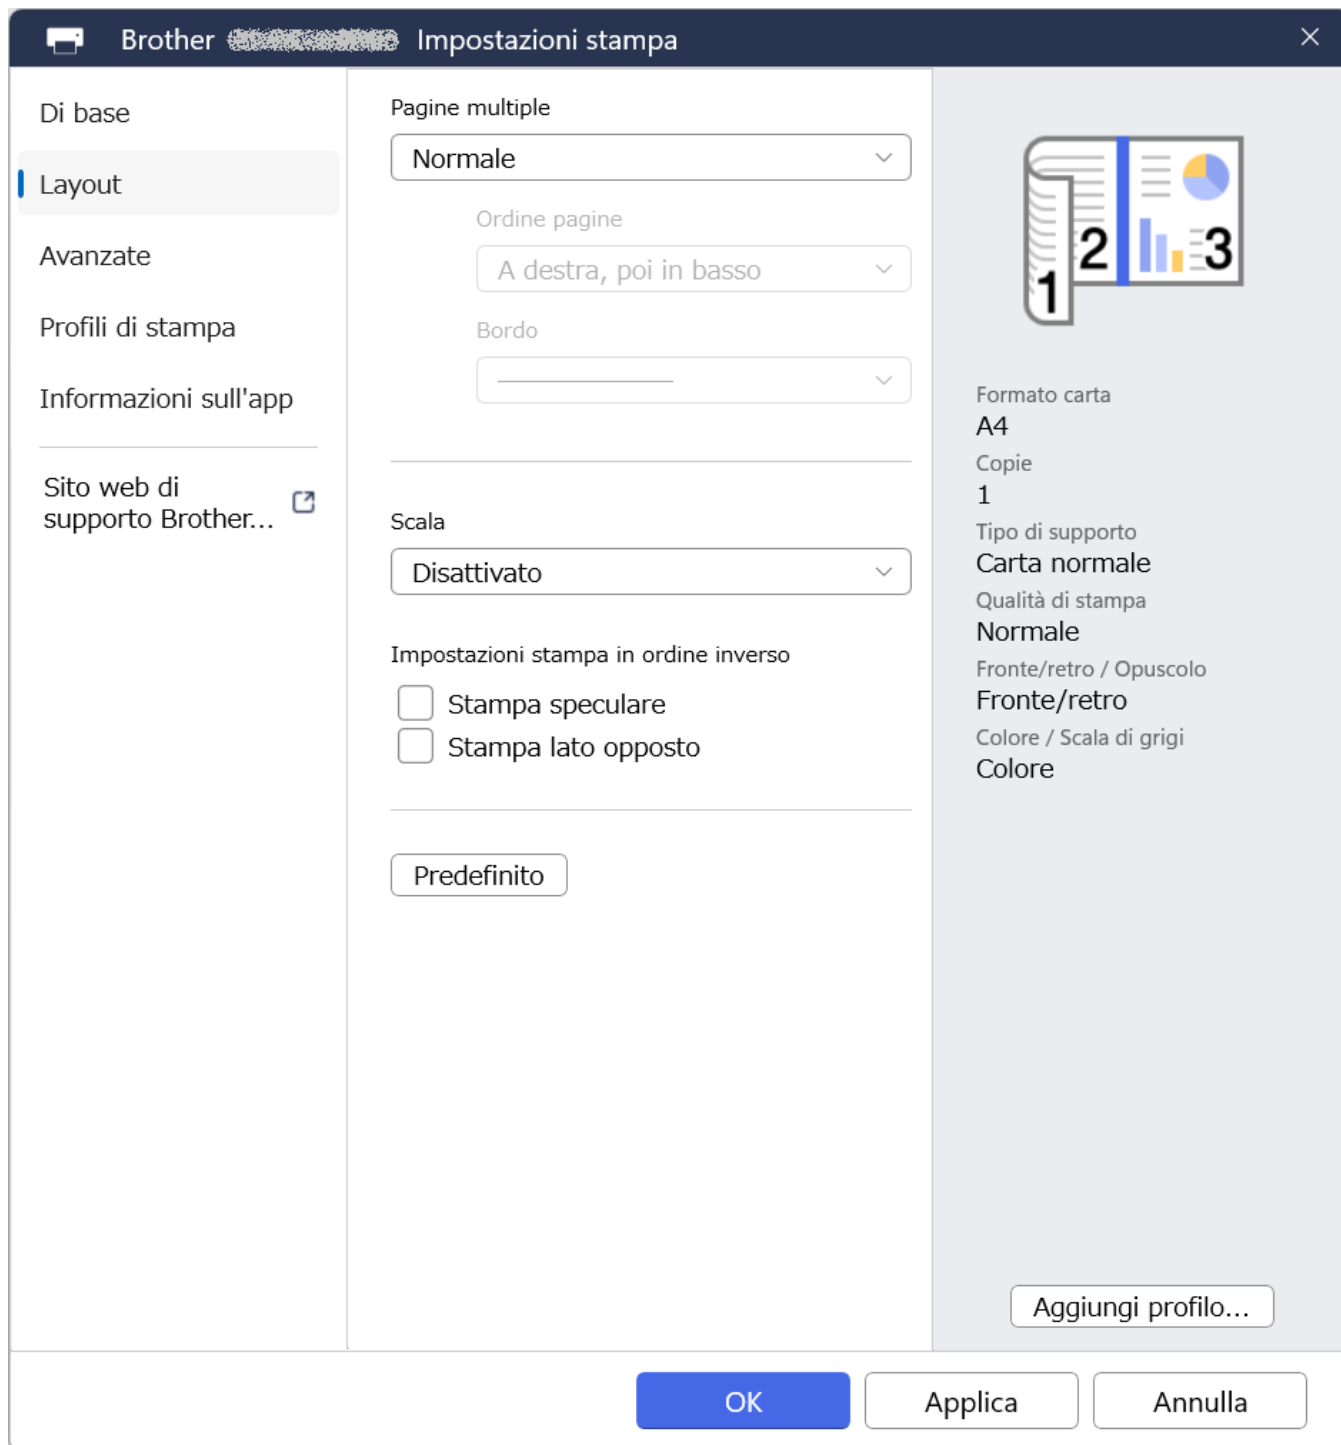 Brother Impostazioni stampa
Di base
Layout
Avanzate
Profili di stampa
Informazioni sull'app
Sito web di
supporto Brother...
Pagine multiple
Normale
Ordine pagine
A destra, poi in basso
Bordo
Scala
Disattivato
Impostazioni stampa in ordine inverso
Stampa speculare
Stampa lato opposto
Predefinito
1
2
3
Formato carta
A4
Copie
1
Tipo di supporto
Carta normale
Qualità di stampa
Normale
Fronte/retro / Opuscolo
Fronte/retro
Colore / Scala di grigi
Colore
Aggiungi profilo...
OK
Applica
Annulla